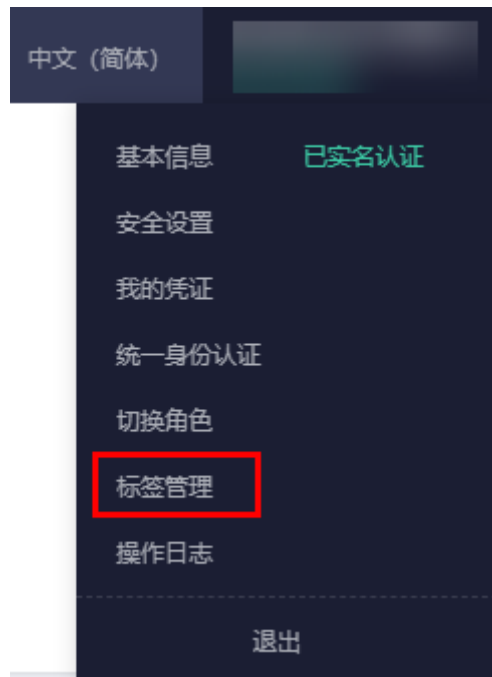 中文 (简体)
基本信息 已实名认证
安全设置
我的凭证
统一身份认证
切换角色
标签管理
操作日志
退出